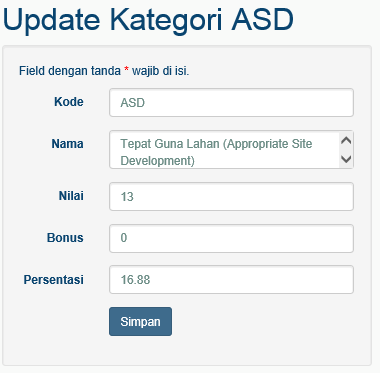 Update Kategori ASD
Field dengan tanda * wajib di isi.
Kode
ASD
Nama
Tepat Guna Lahan (Appropriate Site
Development)
Nilai
13
Bonus
0
Persentasi
16.88
Simpan